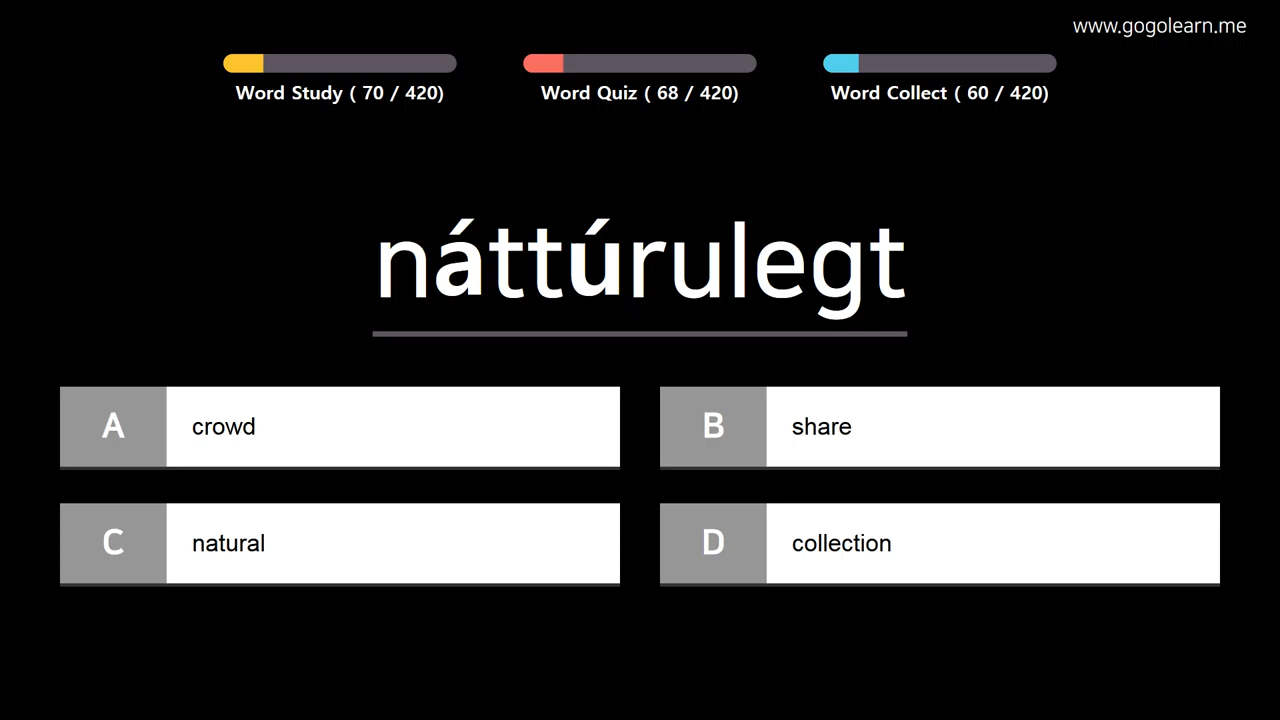 www.gogolearn.me
Word Study ( 70 / 420)
Word Quiz ( 68 / 420)
Word Collect ( 60 / 420)
náttúrulegt
A crowd
B share
C natural
D collection